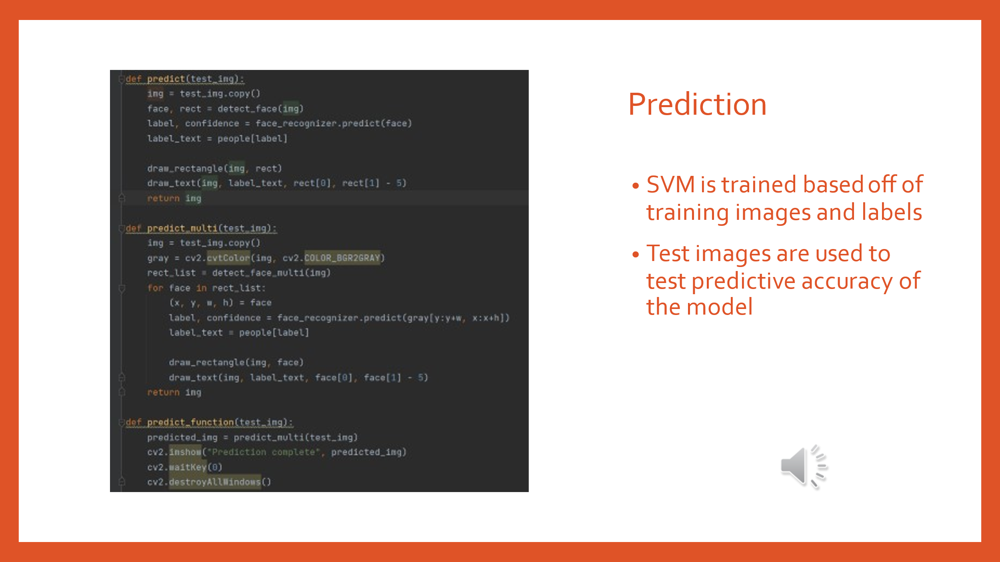 def predict(test_img):
    img = test_img.copy()
    face, rect = detect_face(img)
    label, confidence = face_recognizer.predict(face)
    label_text = people[label]
    draw_rectangle(img, rect)
    draw_text(img, label_text, rect[0], rect[1] - 5)
    return img
def predict_multi(test_img):
    img = test_img.copy()
    gray = cv2.cvtColor(img, cv2.COLOR_BGR2GRAY)
    rect_list = detect_face_multi(img)
    for face in rect_list:
        (x, y, w, h) = face
        label, confidence = face_recognizer.predict(gray[y:y+w, x:x+h])
        label_text = people[label]
        draw_rectangle(img, face)
        draw_text(img, label_text, face[0], face[1] - 5)
    return img
def predict_function(test_img):
    predicted_img = predict_multi(test_img)
    cv2.imshow("Prediction complete", predicted_img)
    cv2.waitKey(0)
    cv2.destroyAllWindows()
Prediction
• SVM is trained based off of
training images and labels
• Test images are used to
test predictive accuracy of
the model